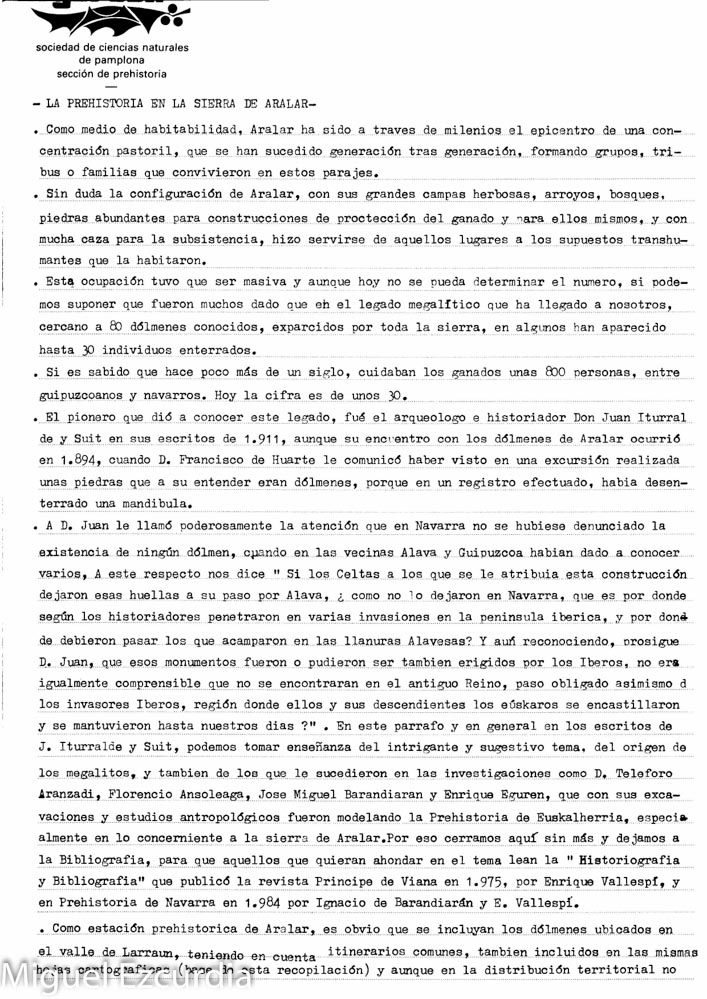 sociedad de ciencias naturales
de pamplona
sección de prehistoria
- LA PREHISTORIA EN LA SIERRA DE ARALAR-
. Como medio de habitabilidad, Aralar ha sido a traves de milenios el epicentro de una con-
centración pastoril, que se han sucedido generación tras generación, formando grupos, tri-
bus o familias que convivieron en estos parajes.
. Sin duda la configuración de Aralar, con sus grandes campas herbosas, arroyos, bosques,
piedras abundantes para construcciones de proctección del ganado y para ellos mismos, y con
mucha caza para la subsistencia, hizo servirse de aquellos lugares a los supuestos transhu-
mantes que la habitaron.
. Esta ocupación tuvo que ser masiva y aunque hoy no se pueda determinar el numero, si pode-
mos suponer que fueron muchos dado que eh el legado megalítico que ha llegado a nosotros,
cercano a 80 dólmenes conocidos, exparcidos por toda la sierra, en algunos han aparecido
hasta 30 individuos enterrados.
. Si es sabido que hace poco más de un siglo, cuidaban los ganados unas 800 personas, entre
guipuzcoanos y navarros. Hoy la cifra es de unos 30.
. El pionero que dió a conocer este legado, fué el arqueologo e historiador Don Juan Iturral
de y Suit en sus escritos de 1.911, aunque su encuentro con los dólmenes de Aralar ocurrió
en 1.894, cuando D. Francisco de Huarte le comunicó haber visto en una excursión realizada
unas piedras que a su entender eran dólmenes, porque en un registro efectuado, habia desen-
terrado una mandibula.
. A D. Juan le llamó poderosamente la atención que en Navarra no se hubiese denunciado la
existencia de ningún dólmen, cuando en las vecinas Alava y Guipuzcoa habian dado a conocer
varios, A este respecto nos dice " Si los Celtas a los que se le atribuia esta construcción
dejaron esas huellas a su paso por Alava, ¿ como no lo dejaron en Navarra, que es por donde
según los historiadores penetraron en varias invasiones en la peninsula iberica, y por dond
de debieron pasar los que acamparon en las llanuras Alavesas? Y aun reconociendo, prosigue
D. Juan, que esos monumentos fueron o pudieron ser tambien erigidos por los Iberos, no era
igualmente comprensible que no se encontraran en el antiguo Reino, paso obligado asimismo d
los invasores Iberos, región donde ellos y sus descendientes los eúskaros se encastillaron
y se mantuvieron hasta nuestros dias ?" . En este parrafo y en general en los escritos de
J. Iturralde y Suit, podemos tomar enseñanza del intrigante y sugestivo tema, del origen de
los megalitos, y tambien de los que le sucedieron en las investigaciones como D. Teleforo
Aranzadi, Florencio Ansoleaga, Jose Miguel Barandiaran y Enrique Eguren, que con sus exca-
vaciones y estudios antropológicos fueron modelando la Prehistoria de Euskalherria, especi
almente en lo concerniente a la sierra de Aralar.Por eso cerramos aquí sin más y dejamos a
la Bibliografia, para que aquellos que quieran ahondar en el tema lean la " Historiografia
y Bibliografia" que publicó la revista Principe de Viana en 1.975, por Enrique Vallespí, y
en Prehistoria de Navarra en 1.984 por Ignacio de Barandiarán y E. Vallespí.
. Como estación prehistorica de Aralar, es obvio que se incluyan los dólmenes ubicados en
el valle de Larraun, teniendo en cuenta itinerarios comunes, tambien incluidos en las mismas
hojas cartograficas (base de esta recopilación) y aunque en la distribución territorial no
Miguel Ezcurdia